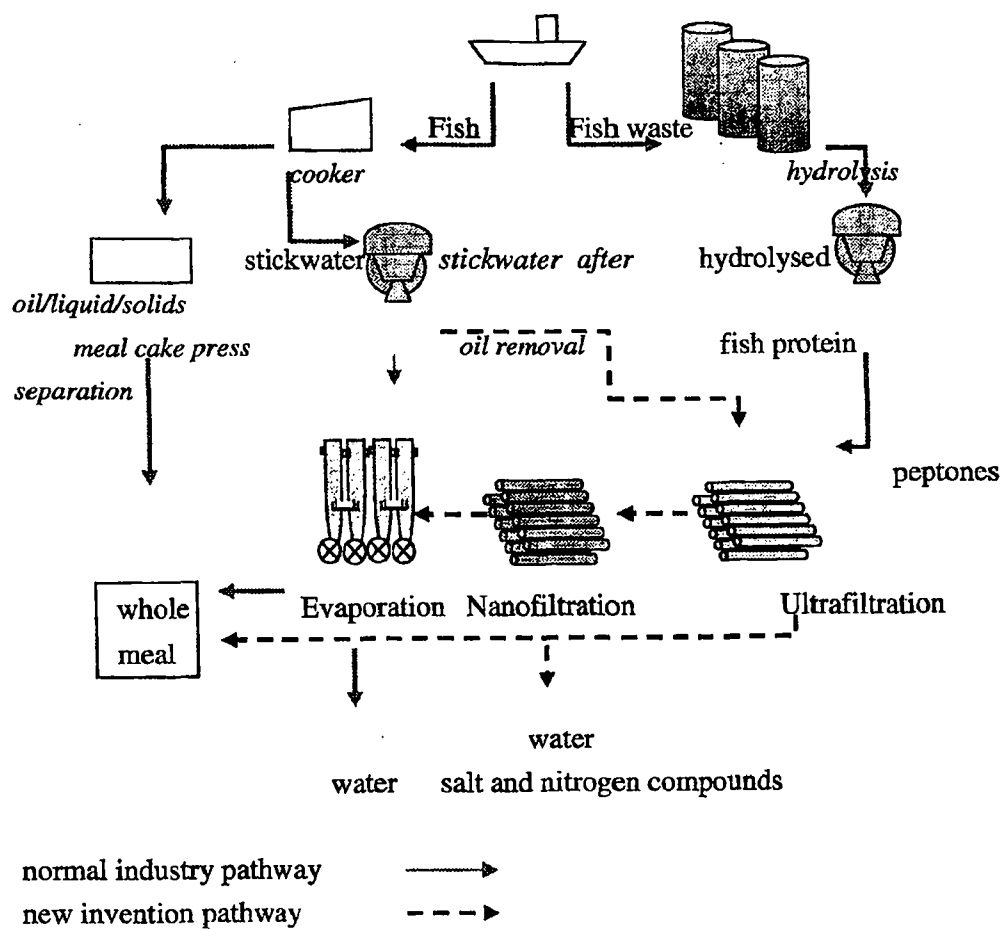 Fish
Fish waste
cooker
hydrolysis
stickwater
stickwater after
hydrolysed
oil/liquid/solids
meal cake press
oil removal
fish protein
separation
peptones
whole
meal
Evaporation
Nanofiltration
Ultrafiltration
water
water
salt and nitrogen compounds
normal industry pathway
new invention pathway